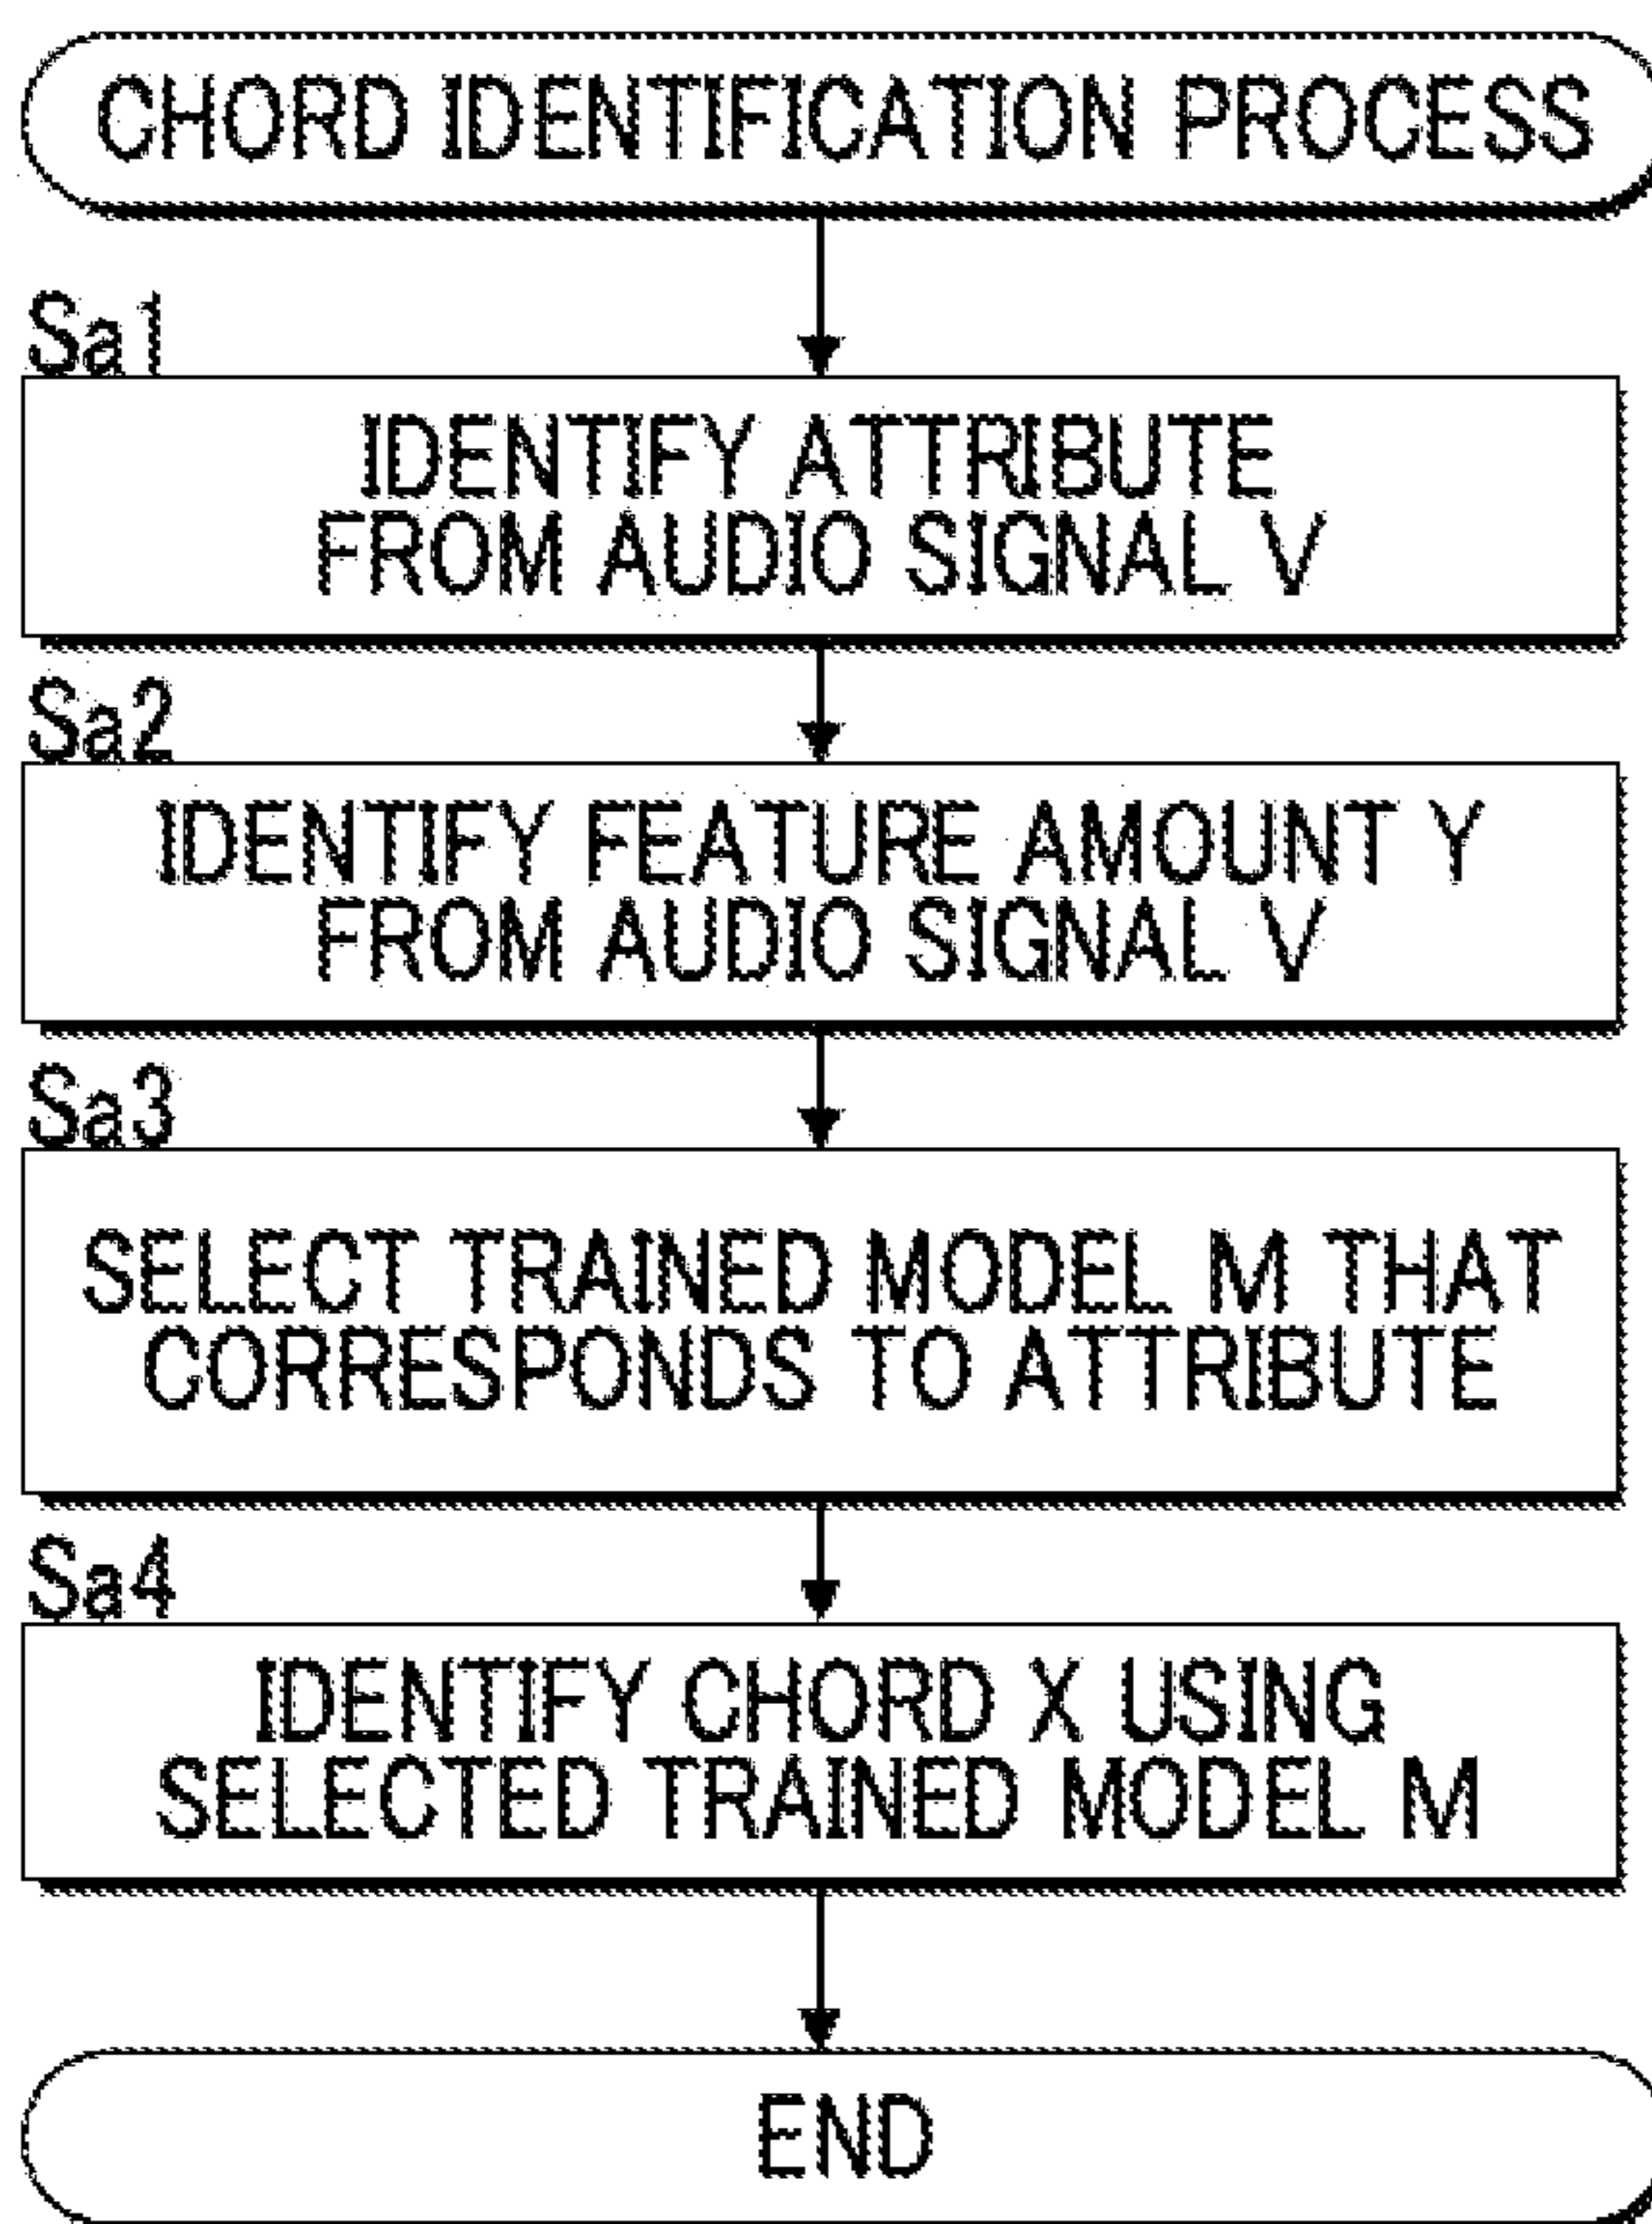 CHORD IDENTIFICATION PROCESS
Sa1
IDENTIFY ATTRIBUTE
FROM AUDIO SIGNAL V
Sa2
IDENTIFY FEATURE AMOUNT Y
FROM AUDIO SIGNAL V
Sa3
SELECT TRAINED MODEL M THAT
CORRESPONDS TO ATTRIBUTE
Sa4
IDENTIFY CHORD X USING
SELECTED TRAINED MODEL M
END